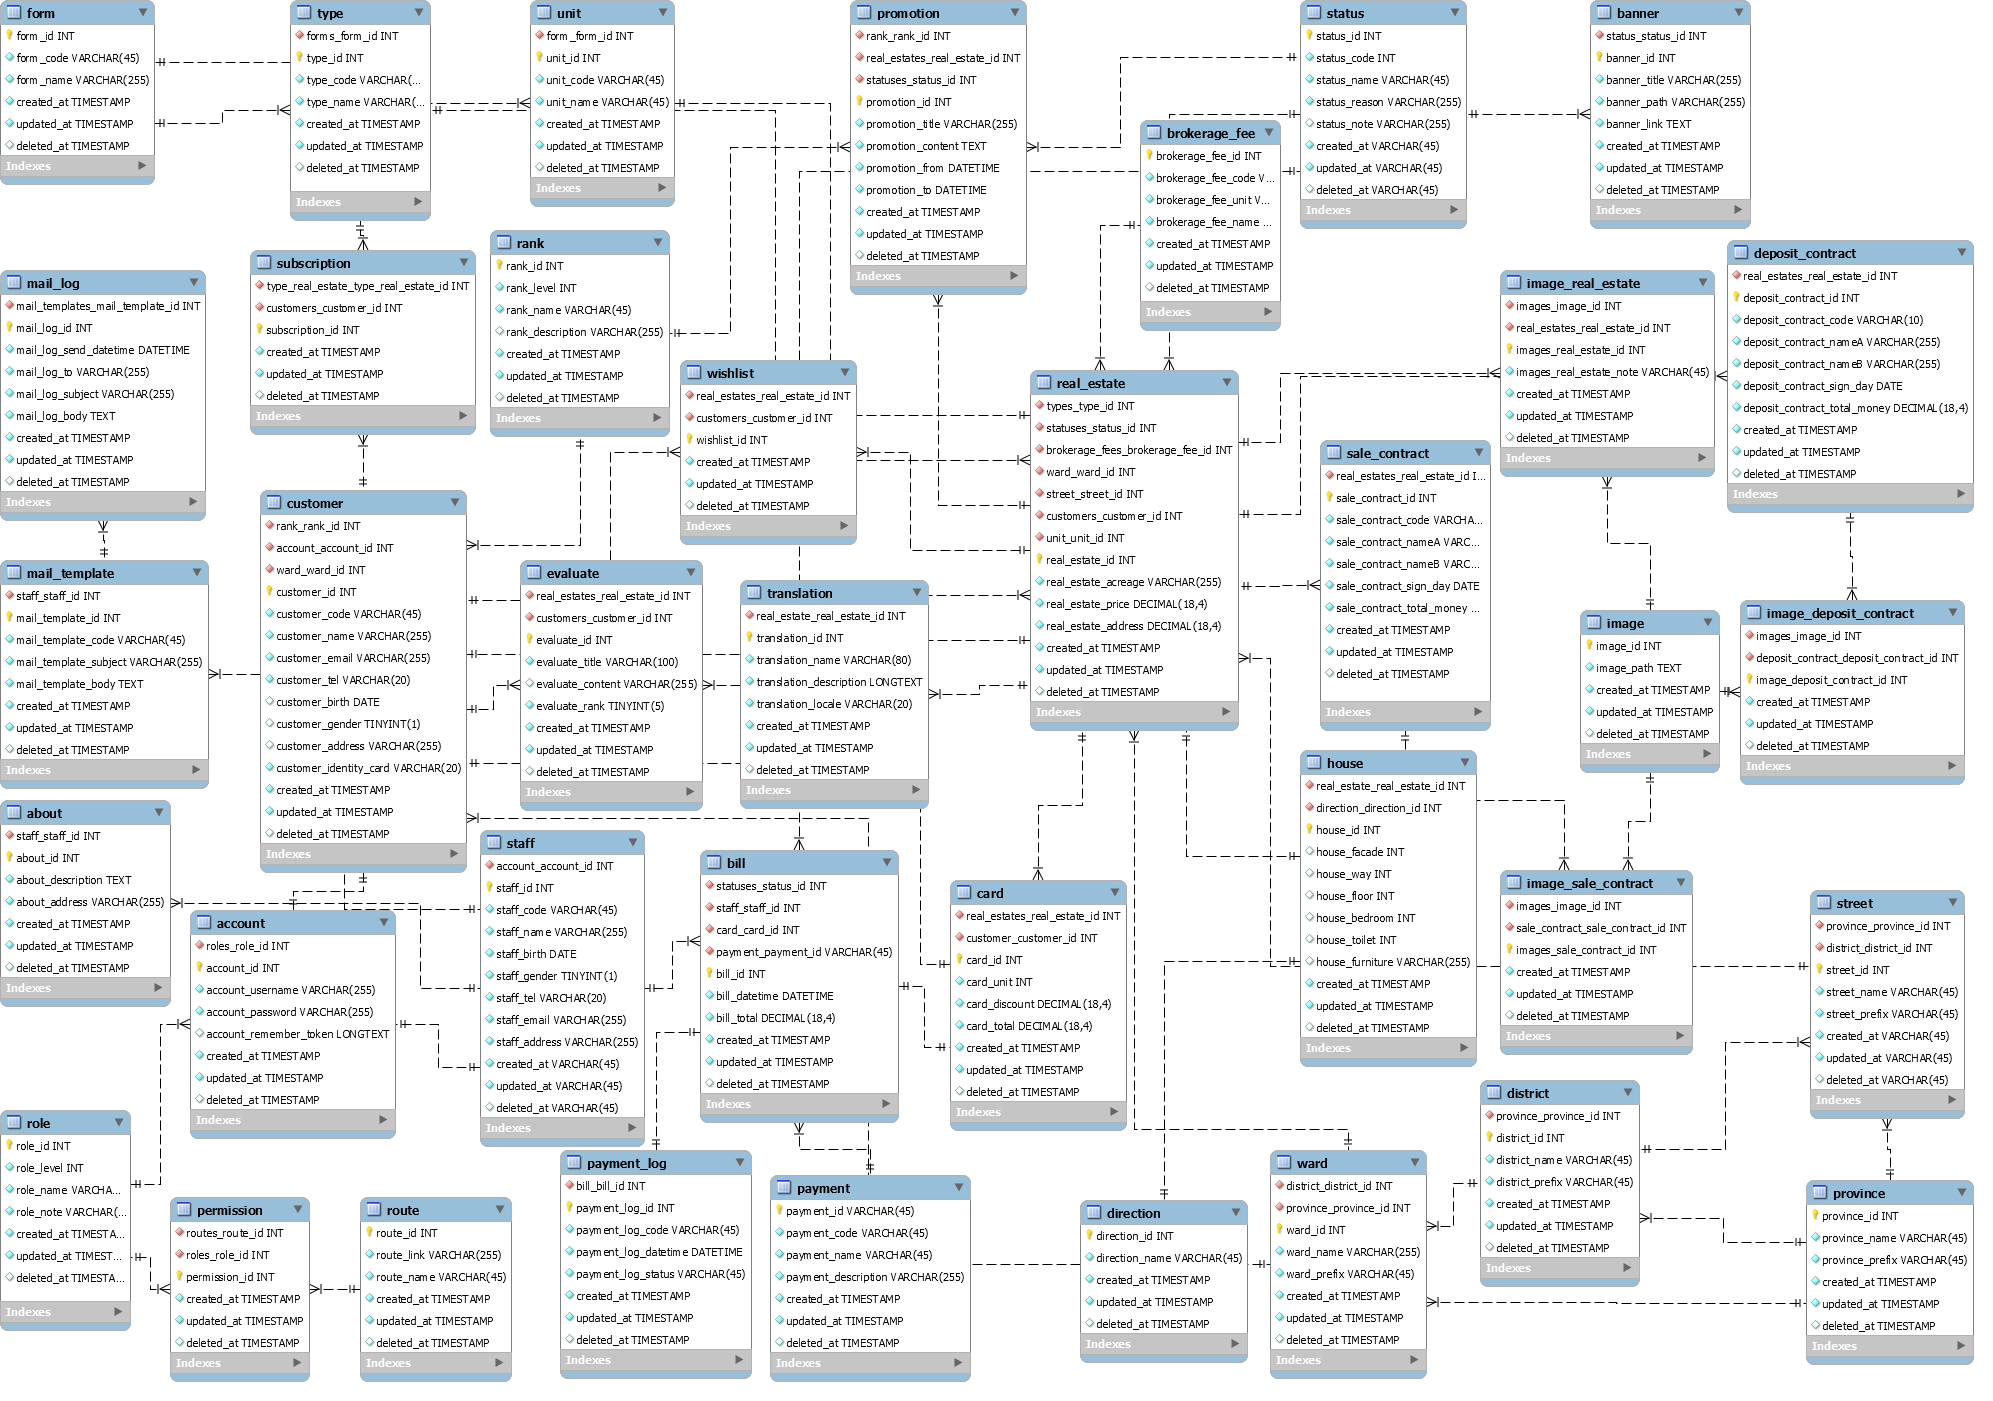 form
form_id INT
form_code VARCHAR(45)
form_name VARCHAR(255)
created_at TIMESTAMP
updated_at TIMESTAMP
deleted_at TIMESTAMP
Indexes
type
forms_form_id INT
type_id INT
type_code VARCHAR(...
type_name VARCHAR(...
created_at TIMESTAMP
updated_at TIMESTAMP
deleted_at TIMESTAMP
Indexes
unit
form_form_id INT
unit_id INT
unit_code VARCHAR(45)
unit_name VARCHAR(45)
created_at TIMESTAMP
updated_at TIMESTAMP
deleted_at TIMESTAMP
Indexes
promotion
rank_rank_id INT
real_estates_real_estate_id INT
statuses_status_id INT
promotion_id INT
promotion_title VARCHAR(255)
promotion_content TEXT
promotion_from DATETIME
promotion_to DATETIME
created_at TIMESTAMP
updated_at TIMESTAMP
deleted_at TIMESTAMP
Indexes
brokerage_fee
brokerage_fee_id INT
brokerage_fee_code V...
brokerage_fee_unit V...
brokerage_fee_name ...
created_at TIMESTAMP
updated_at TIMESTAMP
deleted_at TIMESTAMP
Indexes
status
status_id INT
status_code INT
status_name VARCHAR(45)
status_reason VARCHAR(255)
status_note VARCHAR(255)
created_at VARCHAR(45)
updated_at VARCHAR(45)
deleted_at VARCHAR(45)
Indexes
banner
status_status_id INT
banner_id INT
banner_title VARCHAR(255)
banner_path VARCHAR(255)
banner_link TEXT
created_at TIMESTAMP
updated_at TIMESTAMP
deleted_at TIMESTAMP
Indexes
mail_log
mail_templates_mail_template_id INT
mail_log_id INT
mail_log_send_datetime DATETIME
mail_log_to VARCHAR(255)
mail_log_subject VARCHAR(255)
mail_log_body TEXT
created_at TIMESTAMP
updated_at TIMESTAMP
deleted_at TIMESTAMP
Indexes
subscription
type_real_estate_type_real_estate_id INT
customers_customer_id INT
subscription_id INT
created_at TIMESTAMP
updated_at TIMESTAMP
deleted_at TIMESTAMP
Indexes
rank
rank_id INT
rank_level INT
rank_name VARCHAR(45)
rank_description VARCHAR(255)
created_at TIMESTAMP
updated_at TIMESTAMP
deleted_at TIMESTAMP
Indexes
wishlist
real_estates_real_estate_id INT
customers_customer_id INT
wishlist_id INT
created_at TIMESTAMP
updated_at TIMESTAMP
deleted_at TIMESTAMP
Indexes
real_estate
types_type_id INT
statuses_status_id INT
brokerage_fees_brokerage_fee_id INT
ward_ward_id INT
street_street_id INT
customers_customer_id INT
unit_unit_id INT
real_estate_id INT
real_estate_acreage VARCHAR(255)
real_estate_price DECIMAL(18,4)
real_estate_address DECIMAL(18,4)
created_at TIMESTAMP
updated_at TIMESTAMP
deleted_at TIMESTAMP
Indexes
image_real_estate
images_image_id INT
real_estates_real_estate_id INT
images_real_estate_id INT
images_real_estate_note VARCHAR(45)
created_at TIMESTAMP
updated_at TIMESTAMP
deleted_at TIMESTAMP
Indexes
deposit_contract
real_estates_real_estate_id INT
deposit_contract_id INT
deposit_contract_code VARCHAR(10)
deposit_contract_nameA VARCHAR(255)
deposit_contract_nameB VARCHAR(255)
deposit_contract_sign_day DATE
deposit_contract_total_money DECIMAL(18,4)
created_at TIMESTAMP
updated_at TIMESTAMP
deleted_at TIMESTAMP
Indexes
sale_contract
real_estates_real_estate_id I...
sale_contract_id INT
sale_contract_code VARCHA...
sale_contract_nameA VARC...
sale_contract_nameB VARC...
sale_contract_sign_day DATE
sale_contract_total_money ...
created_at TIMESTAMP
updated_at TIMESTAMP
deleted_at TIMESTAMP
Indexes
mail_template
staff_staff_id INT
mail_template_id INT
mail_template_code VARCHAR(45)
mail_template_subject VARCHAR(255)
mail_template_body TEXT
created_at TIMESTAMP
updated_at TIMESTAMP
deleted_at TIMESTAMP
Indexes
customer
rank_rank_id INT
account_account_id INT
ward_ward_id INT
customer_id INT
customer_code VARCHAR(45)
customer_name VARCHAR(255)
customer_email VARCHAR(255)
customer_tel VARCHAR(20)
customer_birth DATE
customer_gender TINYINT(1)
customer_address VARCHAR(255)
customer_identity_card VARCHAR(20)
created_at TIMESTAMP
updated_at TIMESTAMP
deleted_at TIMESTAMP
Indexes
evaluate
real_estates_real_estate_id INT
customers_customer_id INT
evaluate_id INT
evaluate_title VARCHAR(100)
evaluate_content VARCHAR(255)
evaluate_rank TINYINT(5)
created_at TIMESTAMP
updated_at TIMESTAMP
deleted_at TIMESTAMP
Indexes
translation
real_estate_real_estate_id INT
translation_id INT
translation_name VARCHAR(80)
translation_description LONGTEXT
translation_locale VARCHAR(20)
created_at TIMESTAMP
updated_at TIMESTAMP
deleted_at TIMESTAMP
Indexes
image
image_id INT
image_path TEXT
created_at TIMESTAMP
updated_at TIMESTAMP
deleted_at TIMESTAMP
Indexes
image_deposit_contract
images_image_id INT
deposit_contract_deposit_contract_id INT
image_deposit_contract_id INT
created_at TIMESTAMP
updated_at TIMESTAMP
deleted_at TIMESTAMP
Indexes
about
staff_staff_id INT
about_id INT
about_description TEXT
about_address VARCHAR(255)
created_at TIMESTAMP
updated_at TIMESTAMP
deleted_at TIMESTAMP
Indexes
account
roles_role_id INT
account_id INT
account_username VARCHAR(255)
account_password VARCHAR(255)
account_remember_token LONGTEXT
created_at TIMESTAMP
updated_at TIMESTAMP
deleted_at TIMESTAMP
Indexes
staff
account_account_id INT
staff_id INT
staff_code VARCHAR(45)
staff_name VARCHAR(255)
staff_birth DATE
staff_gender TINYINT(1)
staff_tel VARCHAR(20)
staff_email VARCHAR(255)
staff_address VARCHAR(255)
created_at VARCHAR(45)
updated_at VARCHAR(45)
deleted_at VARCHAR(45)
Indexes
bill
statuses_status_id INT
staff_staff_id INT
card_card_id INT
payment_payment_id VARCHAR(45)
bill_id INT
bill_datetime DATETIME
bill_total DECIMAL(18,4)
created_at TIMESTAMP
updated_at TIMESTAMP
deleted_at TIMESTAMP
Indexes
card
real_estates_real_estate_id INT
customer_customer_id INT
card_id INT
card_unit INT
card_discount DECIMAL(18,4)
card_total DECIMAL(18,4)
created_at TIMESTAMP
updated_at TIMESTAMP
deleted_at TIMESTAMP
Indexes
house
real_estate_real_estate_id INT
direction_direction_id INT
house_id INT
house_facade INT
house_way INT
house_floor INT
house_bedroom INT
house_toilet INT
house_furniture VARCHAR(255)
created_at TIMESTAMP
updated_at TIMESTAMP
deleted_at TIMESTAMP
Indexes
image_sale_contract
images_image_id INT
sale_contract_sale_contract_id INT
images_sale_contract_id INT
created_at TIMESTAMP
updated_at TIMESTAMP
deleted_at TIMESTAMP
Indexes
street
province_province_id INT
district_district_id INT
street_id INT
street_name VARCHAR(45)
street_prefix VARCHAR(45)
created_at VARCHAR(45)
updated_at VARCHAR(45)
deleted_at VARCHAR(45)
Indexes
role
role_id INT
role_level INT
role_name VARCHA...
role_note VARCHAR(...
created_at TIMESTA...
updated_at TIMEST...
deleted_at TIMESTA...
Indexes
permission
routes_route_id INT
roles_role_id INT
permission_id INT
created_at TIMESTAMP
updated_at TIMESTAMP
deleted_at TIMESTAMP
Indexes
route
route_id INT
route_link VARCHAR(255)
route_name VARCHAR(45)
created_at TIMESTAMP
updated_at TIMESTAMP
deleted_at TIMESTAMP
Indexes
payment_log
bill_bill_id INT
payment_log_id INT
payment_log_code VARCHAR(45)
payment_log_datetime DATETIME
payment_log_status VARCHAR(45)
created_at TIMESTAMP
updated_at TIMESTAMP
deleted_at TIMESTAMP
Indexes
payment
payment_id VARCHAR(45)
payment_code VARCHAR(45)
payment_name VARCHAR(45)
payment_description VARCHAR(255)
created_at TIMESTAMP
updated_at TIMESTAMP
deleted_at TIMESTAMP
Indexes
direction
direction_id INT
direction_name VARCHAR(45)
created_at TIMESTAMP
updated_at TIMESTAMP
deleted_at TIMESTAMP
Indexes
ward
district_district_id INT
province_province_id INT
ward_id INT
ward_name VARCHAR(255)
ward_prefix VARCHAR(45)
created_at TIMESTAMP
updated_at TIMESTAMP
deleted_at TIMESTAMP
Indexes
district
province_province_id INT
district_id INT
district_name VARCHAR(45)
district_prefix VARCHAR(45)
created_at TIMESTAMP
updated_at TIMESTAMP
deleted_at TIMESTAMP
Indexes
province
province_id INT
province_name VARCHAR(45)
province_prefix VARCHAR(45)
created_at TIMESTAMP
updated_at TIMESTAMP
deleted_at TIMESTAMP
Indexes